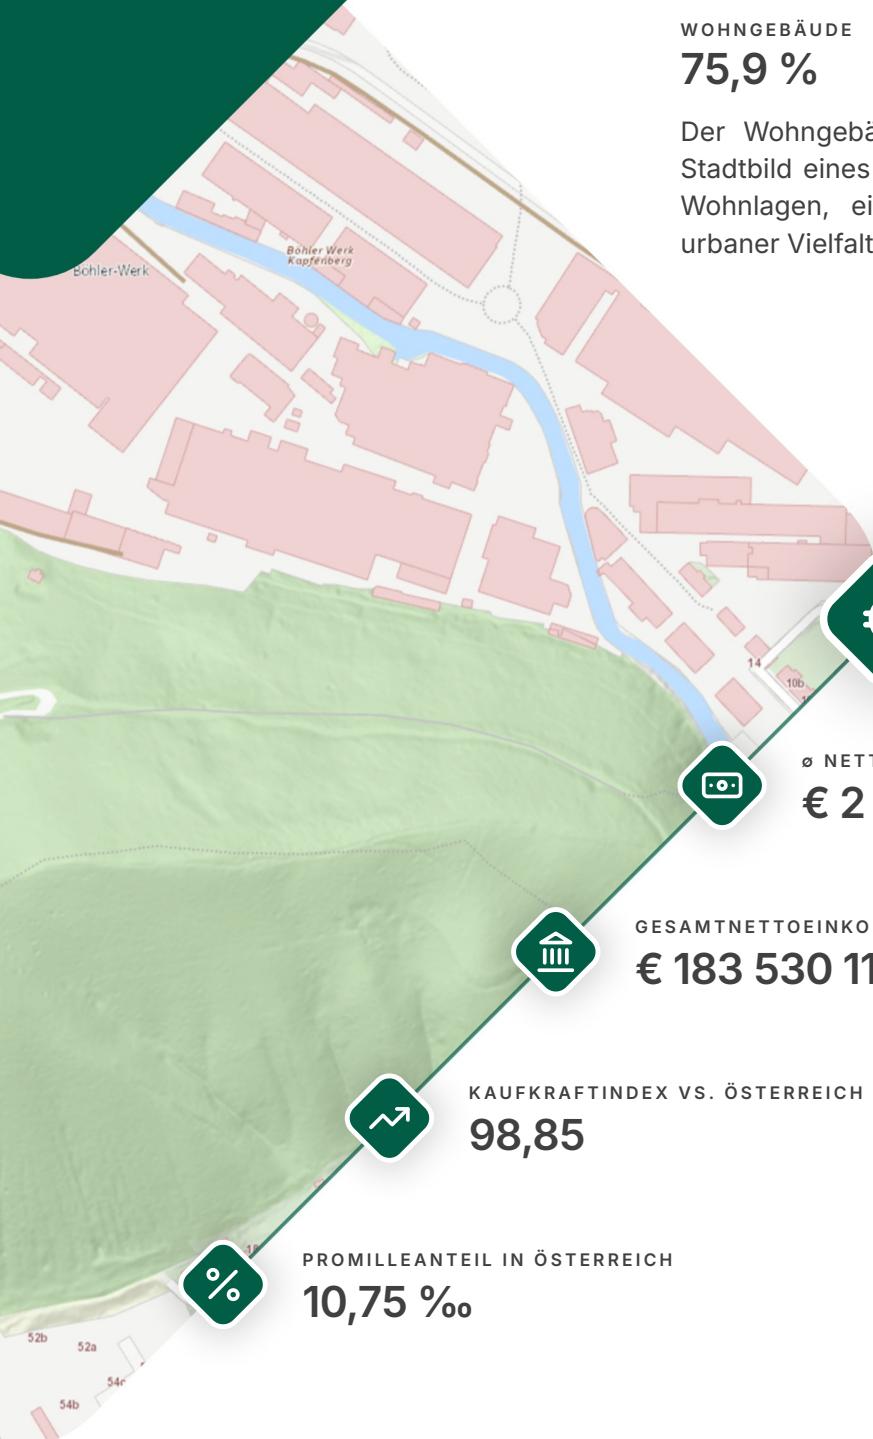 WOHNGEBÄUDE
75,9 %
Der Wohngebä
Stadtbild eines
Wohnlagen, ei
urbaner Vielfalt
Böhler Werk
Kapfenberg
Böhler-Werk
14
10b
ø NETT
€ 2
GESAMTNETTOEINKO
€ 183 530 11
KAUFKRAFTINDEX VS. ÖSTERREICH
98,85
PROMILLEANTEIL IN ÖSTERREICH
10,75 ‰
52b
52a
54c
54b